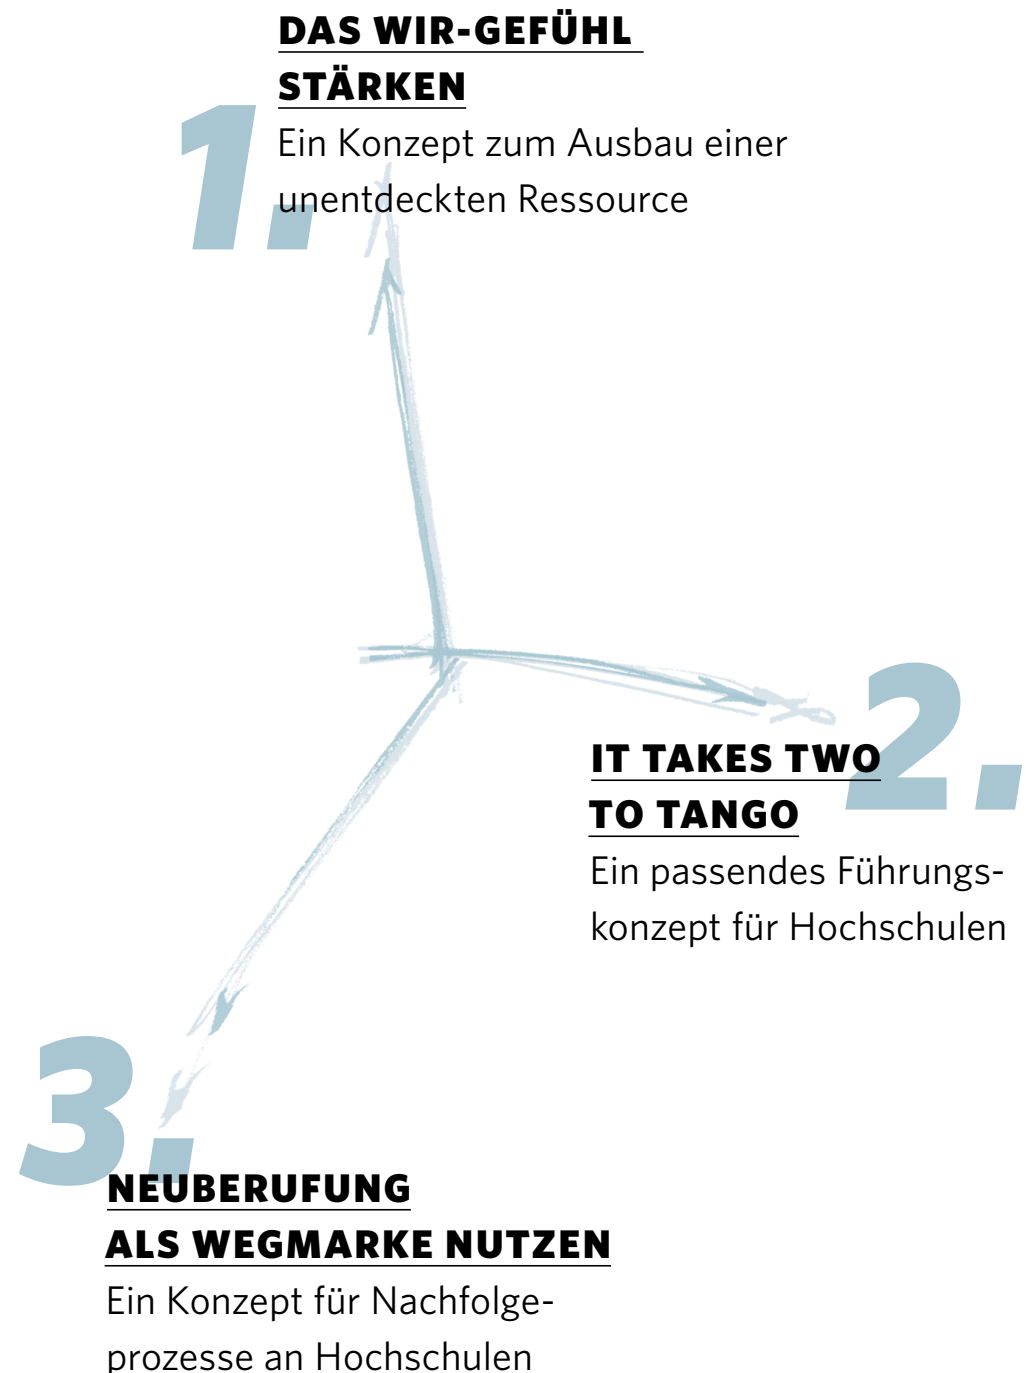 1.
DAS WIR-GEFÜHL
STÄRKEN
Ein Konzept zum Ausbau einer
unentdeckten Ressource
2.
IT TAKES TWO
TO TANGO
Ein passendes Führungs-
konzept für Hochschulen
3.
NEUBERUFUNG
ALS WEGMARKE NUTZEN
Ein Konzept für Nachfolge-
prozesse an Hochschulen